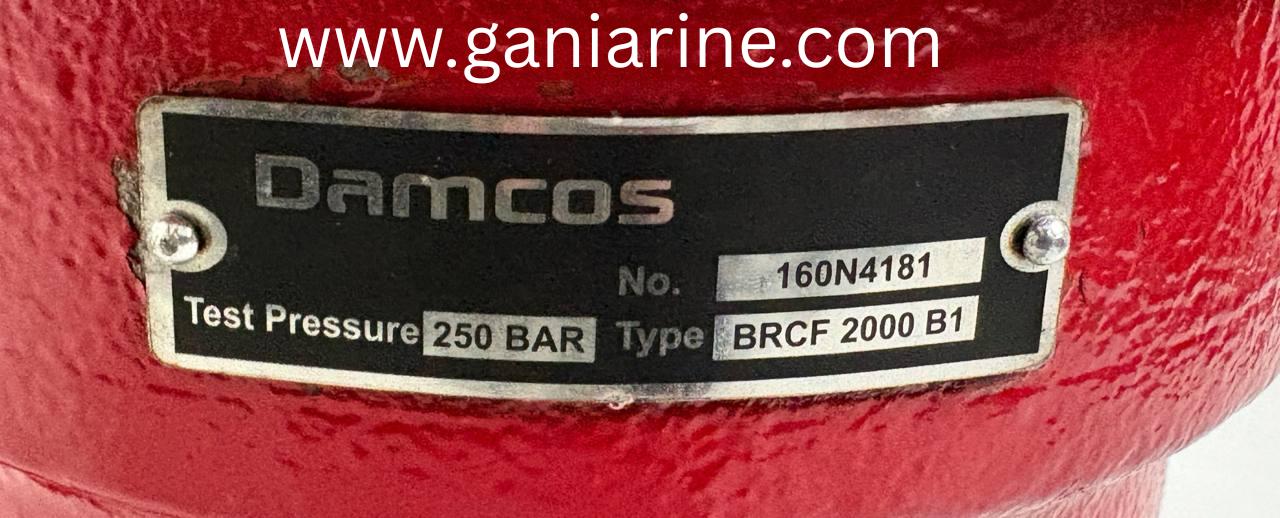 www.ganiarine.com
Damcos
No. 160N4181
Test Pressure 250 BAR Type BRCF 2000 B1